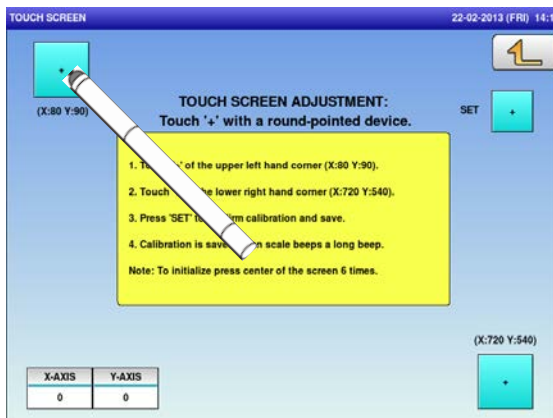 TOUCH SCREEN 22-02-2013 (FRI) 14:1
+
(X:80 Y:90)
TOUCH SCREEN ADJUSTMENT:
Touch '+' with a round-pointed device.
SET +
1. T of the upper left hand corner (X:80 Y:90).
2. Touch he lower right hand corner (X:720 Y:540).
3. Press 'SET' t irm calibration and save.
4. Calibration is save n scale beeps a long beep.
Note: To initialize press center of the screen 6 times.
(X:720 Y:540)
+
X-AXIS Y-AXIS
0 0